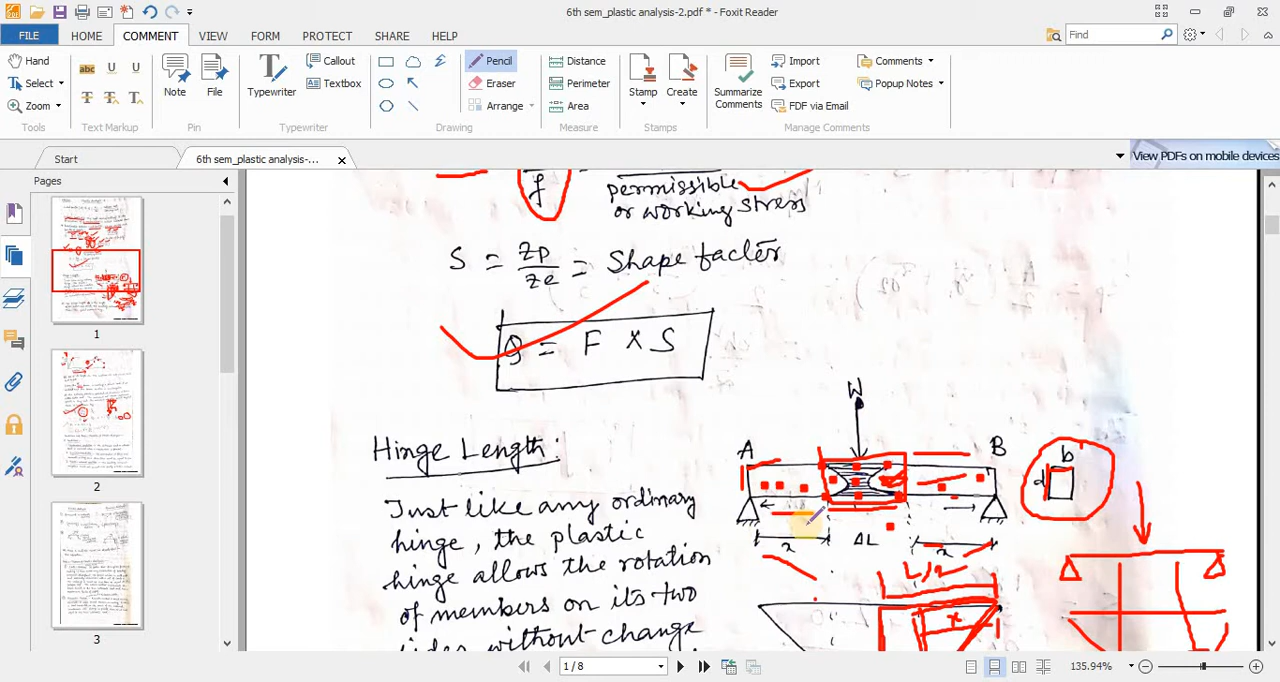 6th sem_plastic analysis-2.pdf * - Foxit Reader
FILE HOME COMMENT VIEW FORM PROTECT SHARE HELP
Find
Hand
Select
Zoom
Tools
abc U U
T T T
Text Markup
Note File
Pin
Typewriter
Callout
Textbox
Typewriter
Pencil
Eraser
Arrange
Drawing
Distance
Perimeter
Area
Measure
Stamp Create
Stamps
Summarize Comments
Import
Export
FDF via Email
Comments
Popup Notes
Manage Comments
Start
6th sem_plastic analysis-...
View PDFs on mobile devices
Pages
1
2
3
f
permissible
or working stress
S = ZP/Ze = Shape factor
Q = F X S
W
A B
b
d
x ΔL x
L/2
x
Hinge Length:
Just like any ordinary
hinge, the plastic
hinge allows the rotation
of members on its two
sides without change
1 / 8
135.94%